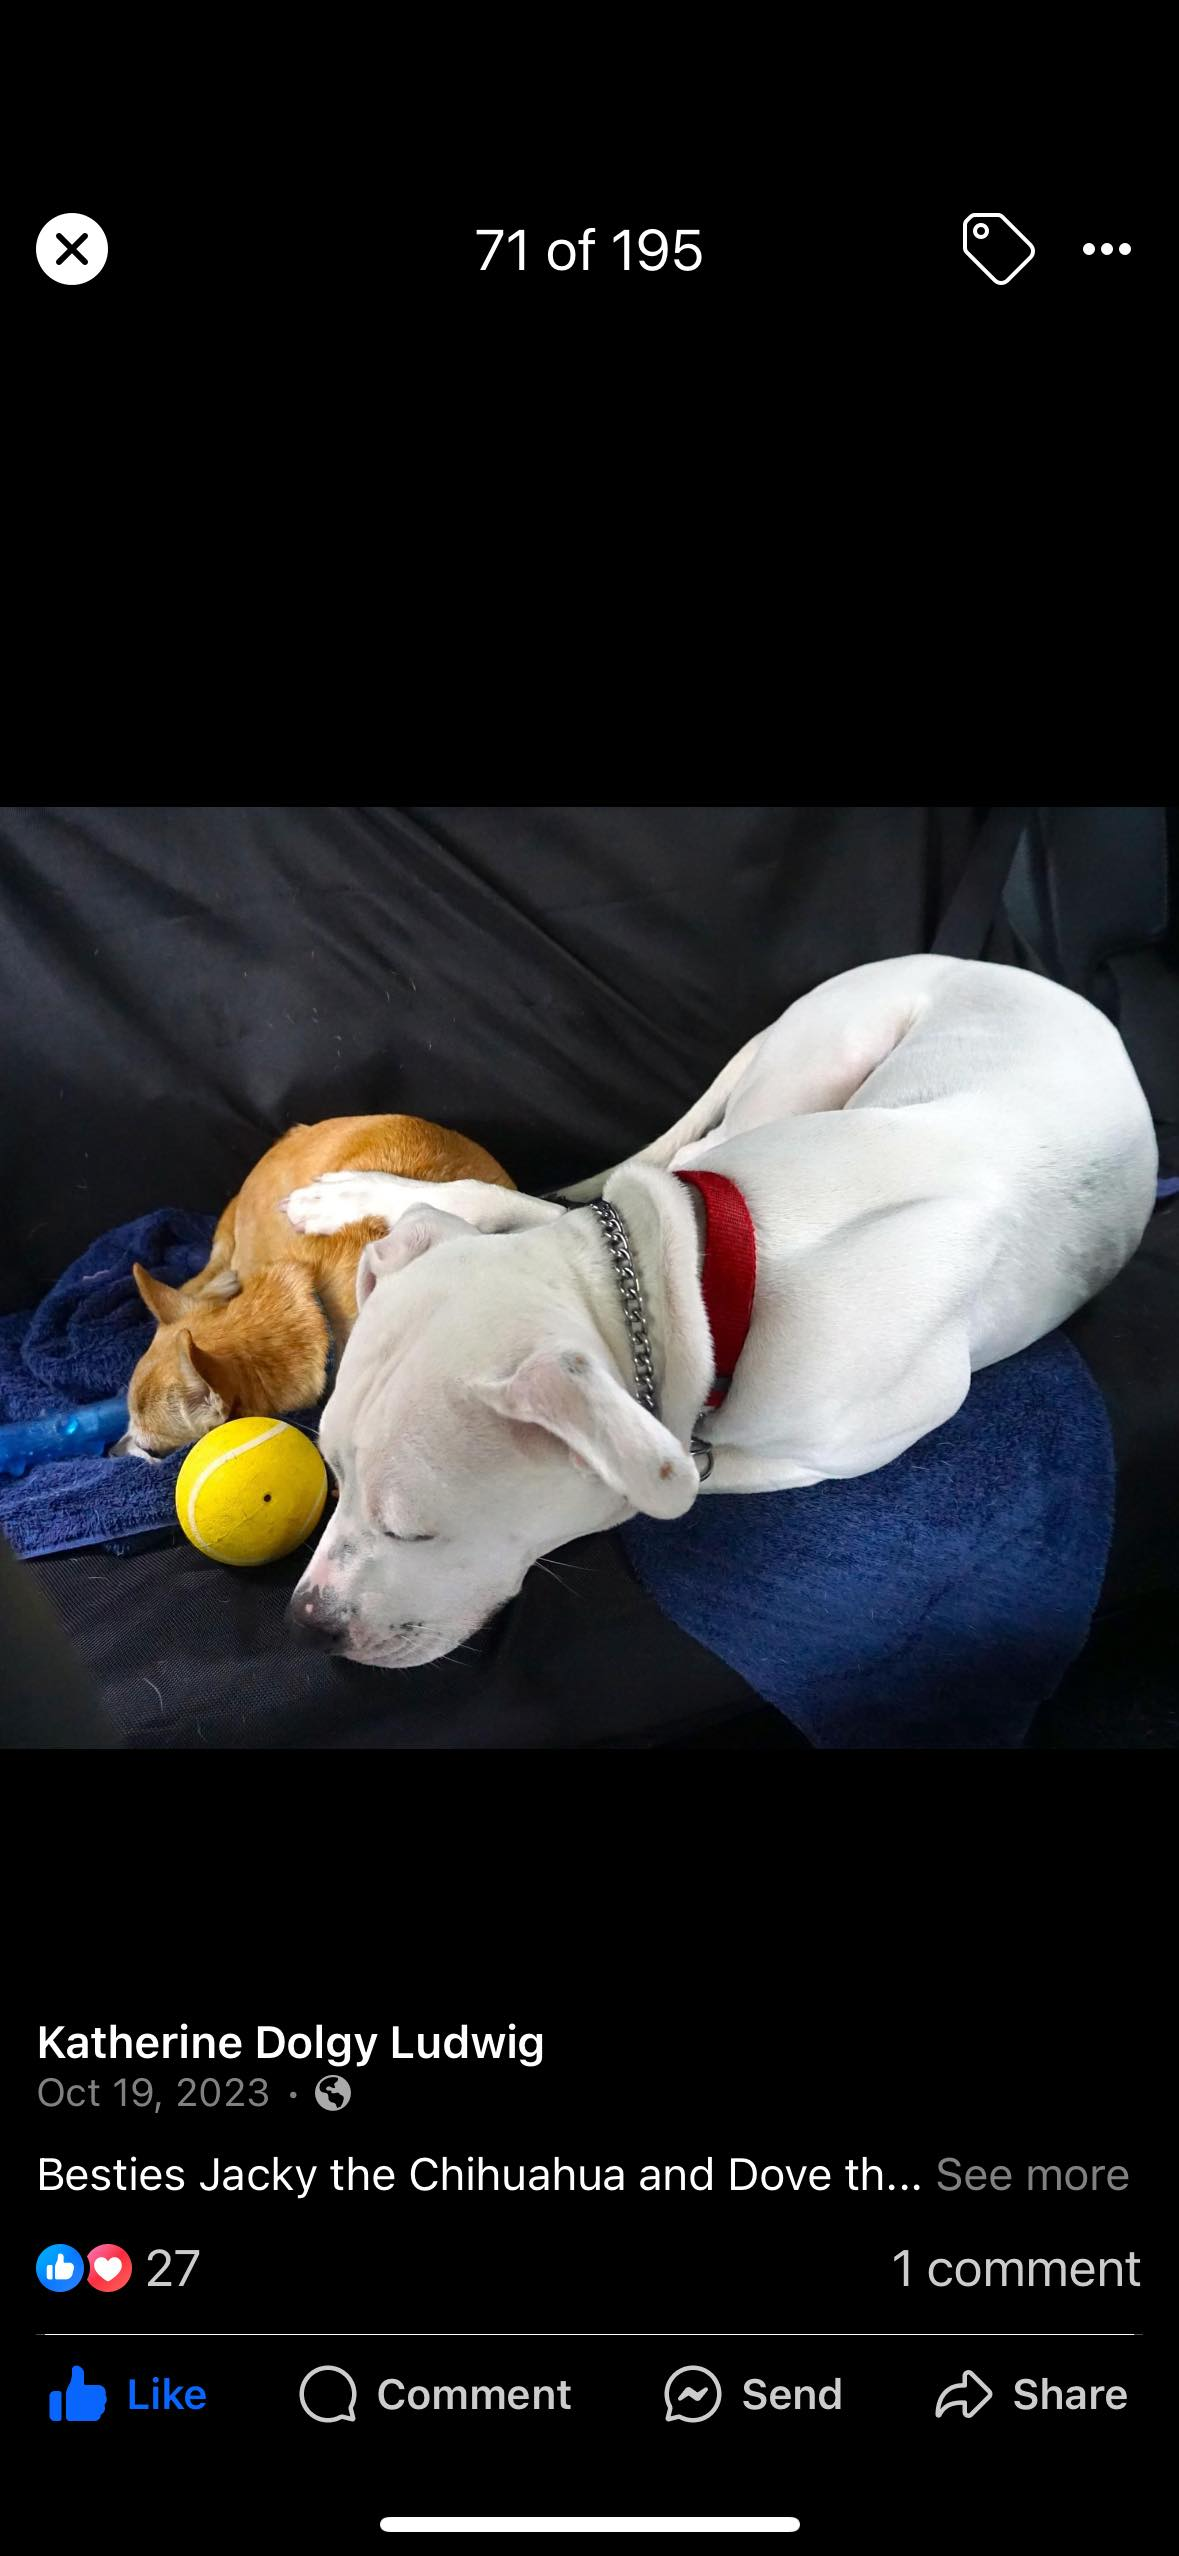 71 of 195
Katherine Dolgy Ludwig
Oct 19, 2023 ·
Besties Jacky the Chihuahua and Dove th... See more
27 1 comment
Like Comment Send Share